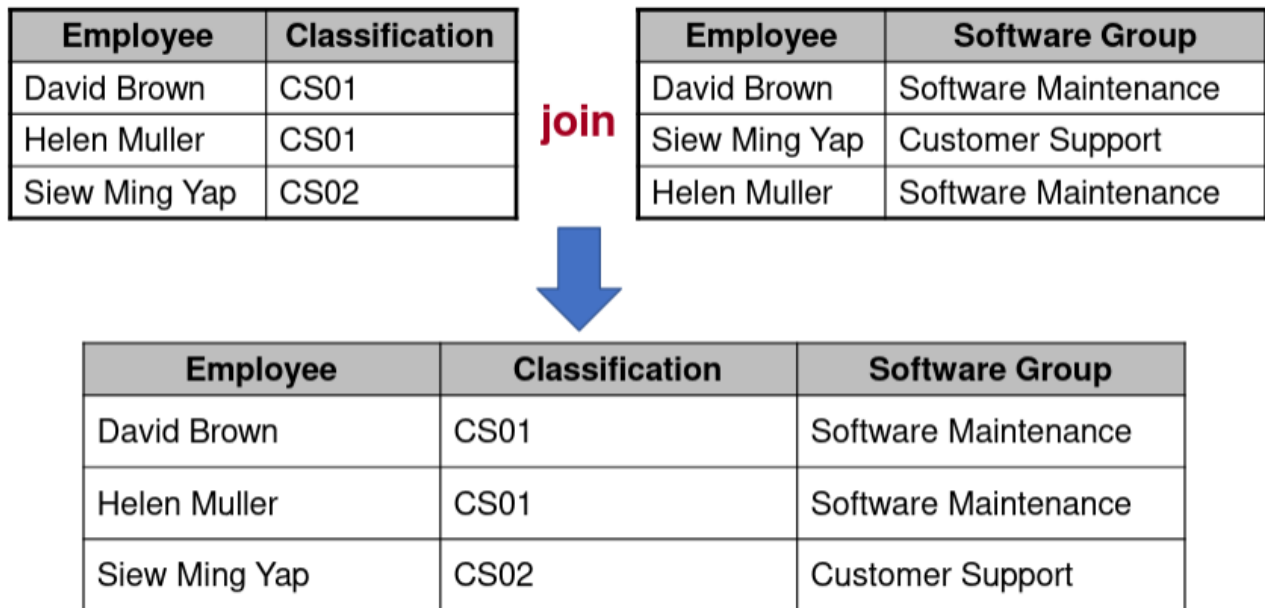 Employee Classification
David Brown CS01
Helen Muller CS01
Siew Ming Yap CS02
join
Employee Software Group
David Brown Software Maintenance
Siew Ming Yap Customer Support
Helen Muller Software Maintenance
Employee Classification Software Group
David Brown CS01 Software Maintenance
Helen Muller CS01 Software Maintenance
Siew Ming Yap CS02 Customer Support